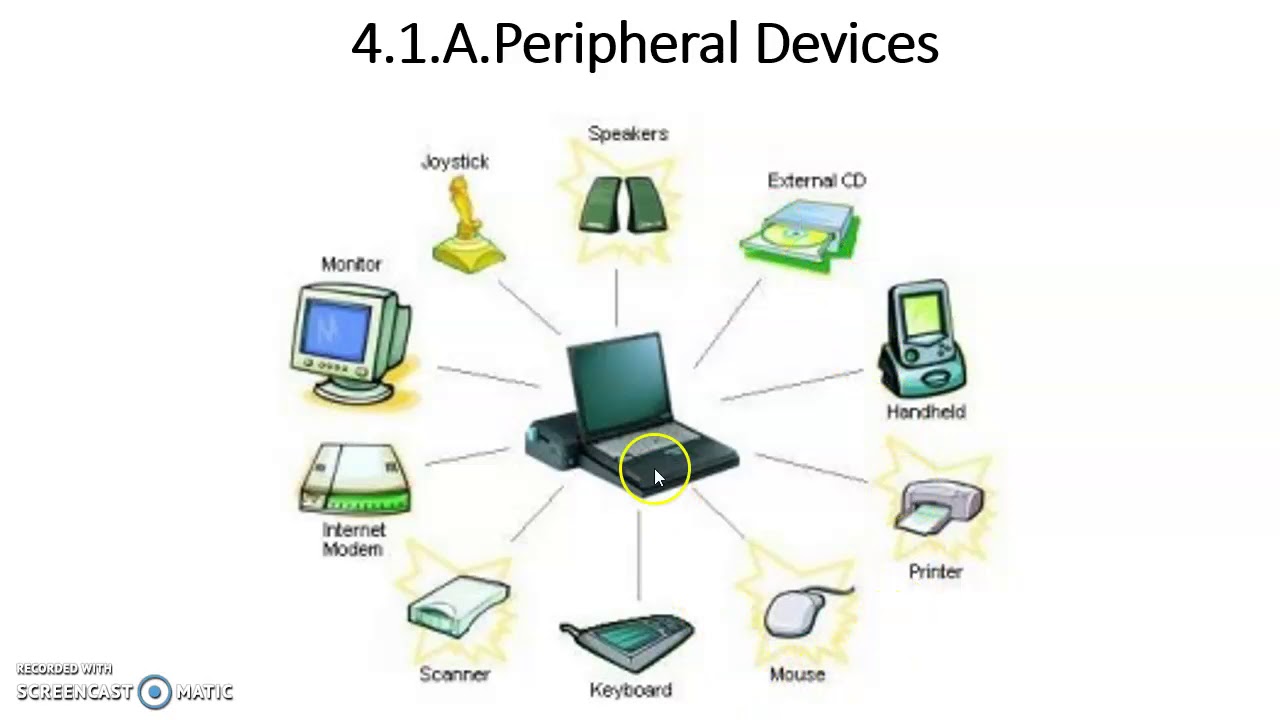 4.1.A.Peripheral Devices
Speakers
Joystick
External CD
Monitor
Handheld
Internet
Modem
Printer
Scanner
Keyboard
Mouse
RECORDED WITH
SCREENCAST MATIC